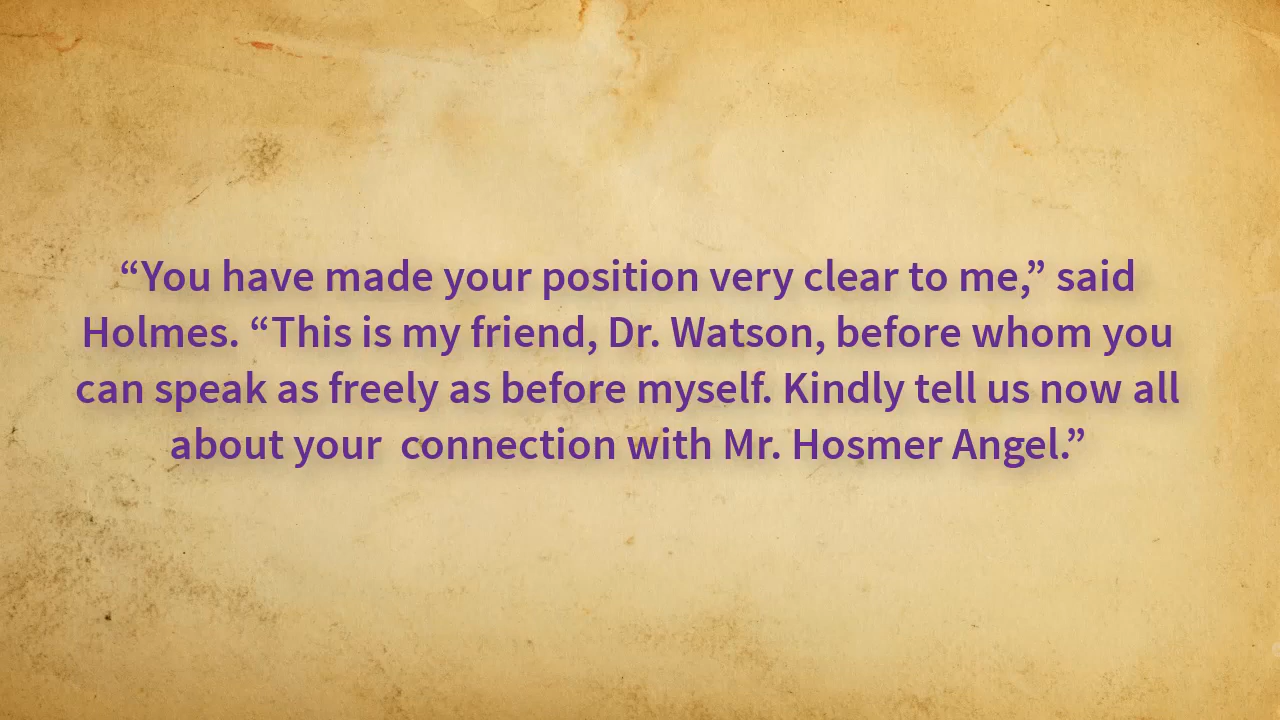 “You have made your position very clear to me,” said
Holmes. “This is my friend, Dr. Watson, before whom you
can speak as freely as before myself. Kindly tell us now all
about your  connection with Mr. Hosmer Angel.”